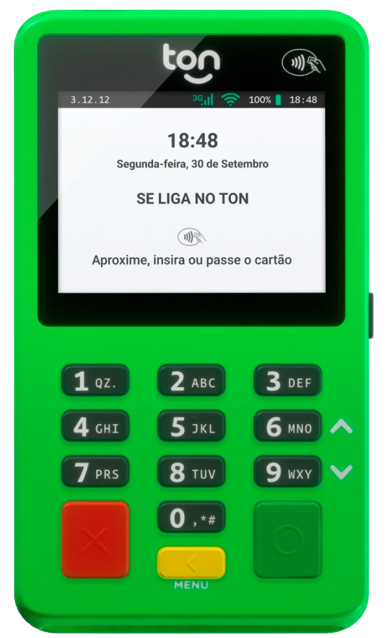 ton
3.12.12 3G 100% 18:48
18:48
Segunda-feira, 30 de Setembro
SE LIGA NO TON
Aproxime, insira ou passe o cartão
1 QZ. 2 ABC 3 DEF
4 GHI 5 JKL 6 MNO
7 PRS 8 TUV 9 WXY
0 ,*#
MENU